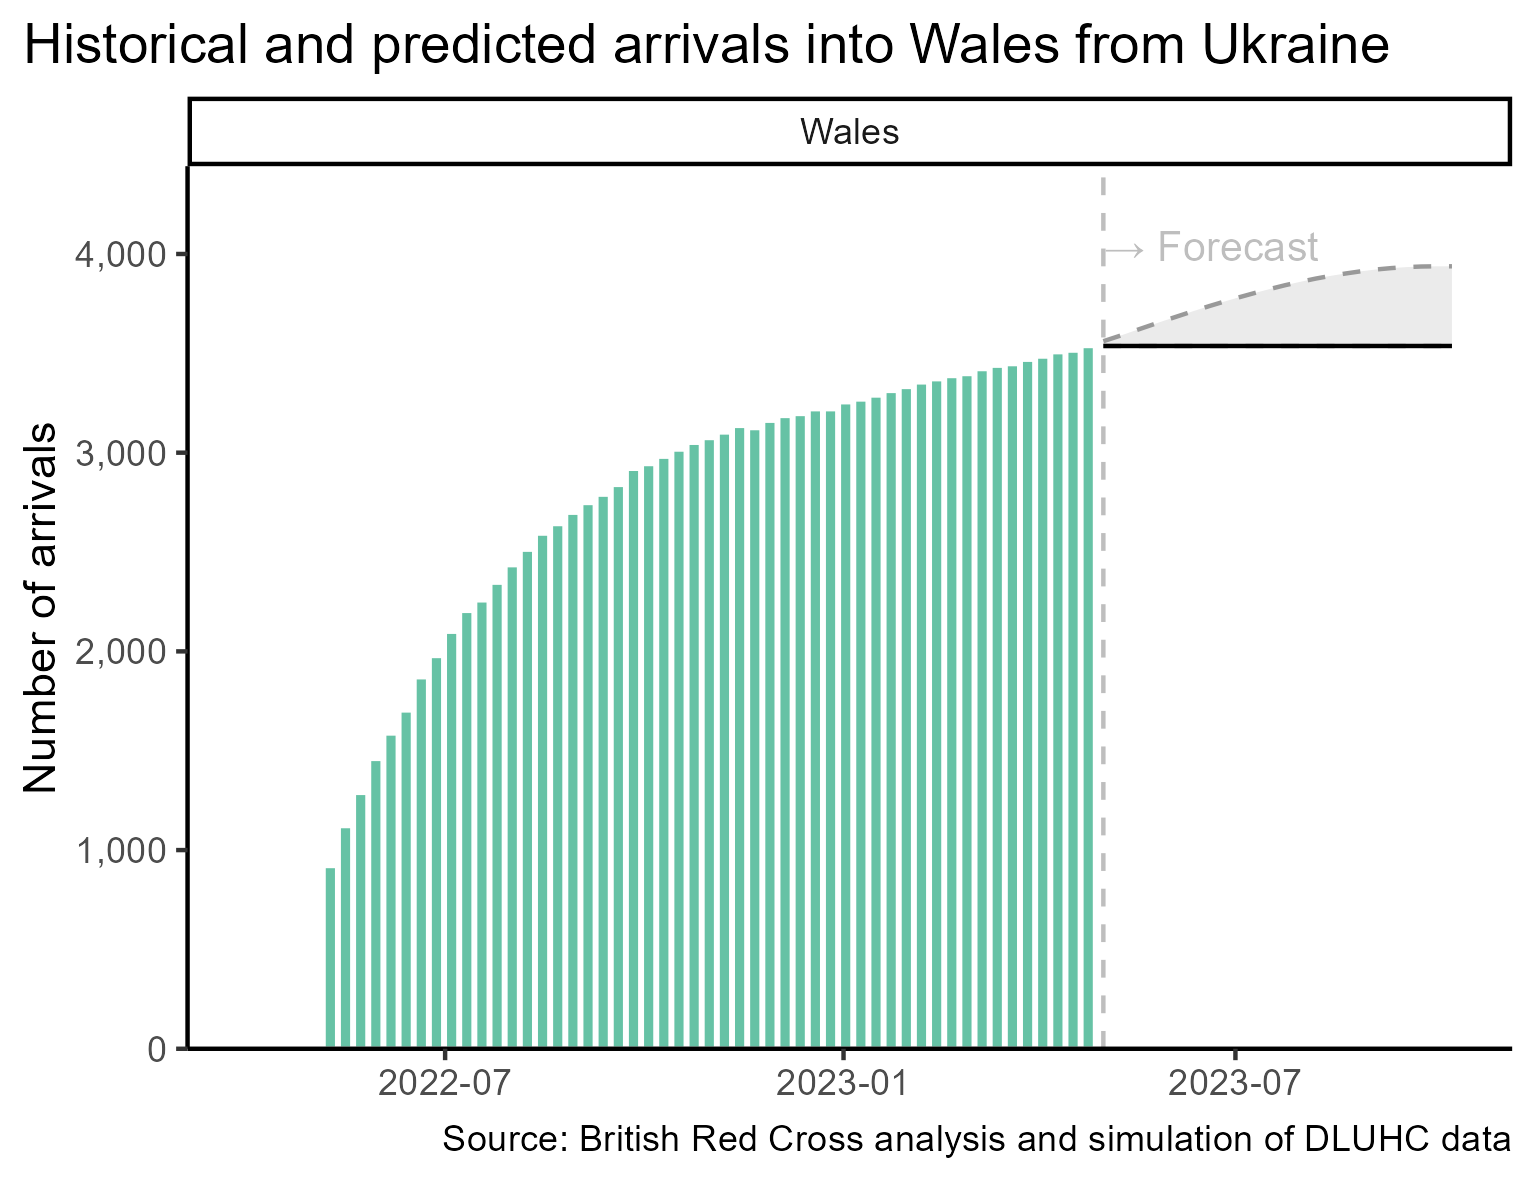 Historical and predicted arrivals into Wales from Ukraine
Wales
→ Forecast
4,000
3,000
2,000
1,000
0
Number of arrivals
2022-07
2023-01
2023-07
Source: British Red Cross analysis and simulation of DLUHC data